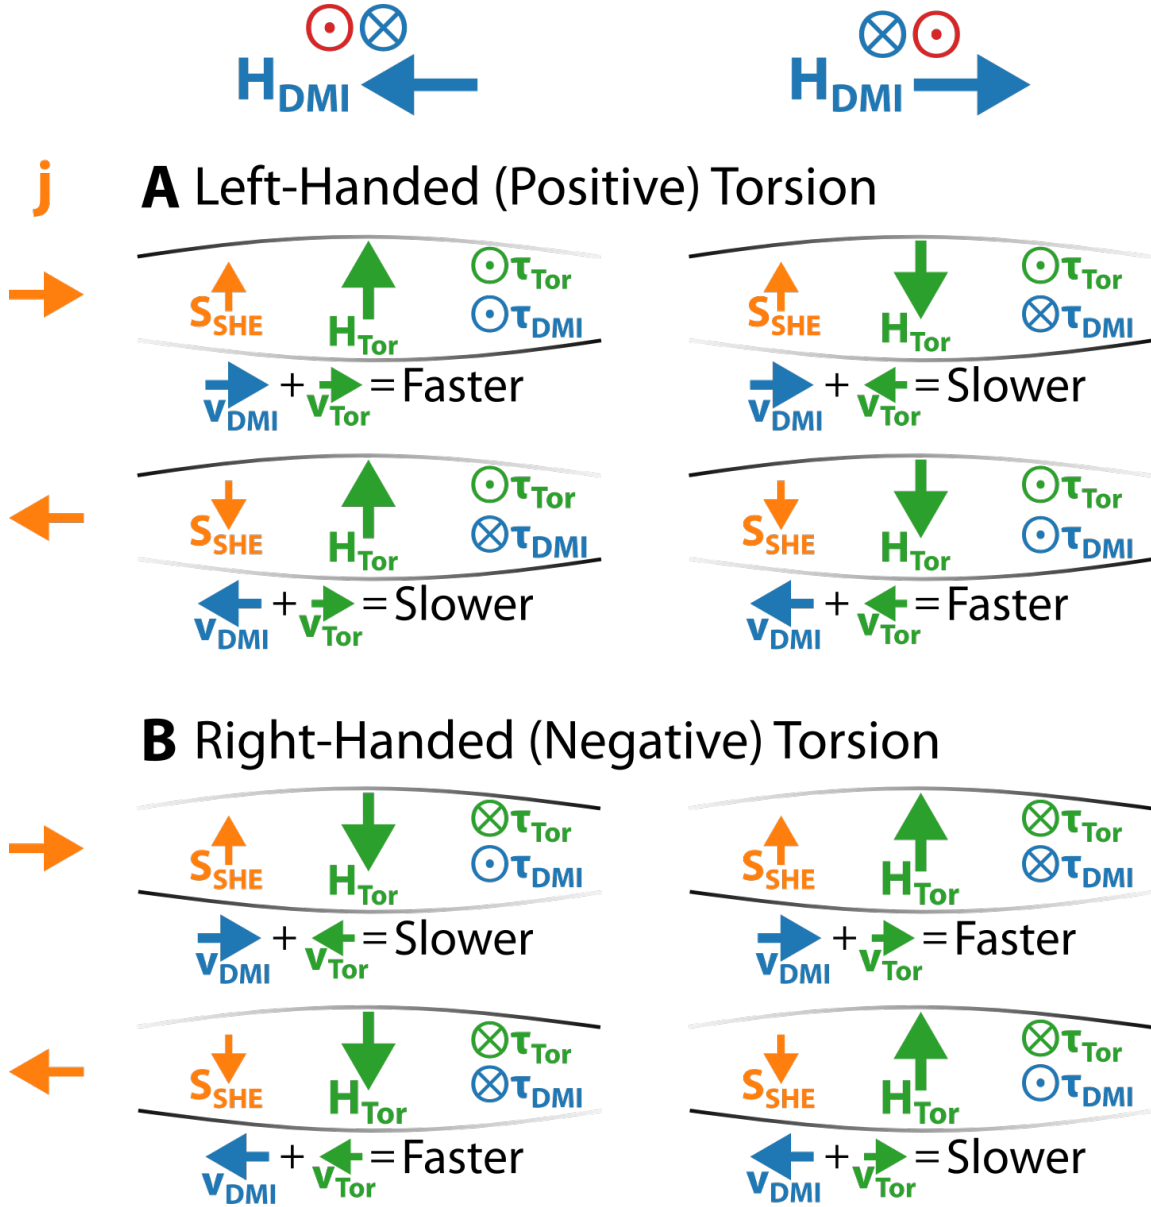 H_DMI H_DMI
j
A Left-Handed (Positive) Torsion
S_SHE H_Tor τ_Tor τ_DMI
S_SHE H_Tor τ_Tor τ_DMI
v_DMI + v_Tor = Faster
v_DMI + v_Tor = Slower
S_SHE H_Tor τ_Tor τ_DMI
S_SHE H_Tor τ_Tor τ_DMI
v_DMI + v_Tor = Slower
v_DMI + v_Tor = Faster
B Right-Handed (Negative) Torsion
S_SHE H_Tor τ_Tor τ_DMI
S_SHE H_Tor τ_Tor τ_DMI
v_DMI + v_Tor = Slower
v_DMI + v_Tor = Faster
S_SHE H_Tor τ_Tor τ_DMI
S_SHE H_Tor τ_Tor τ_DMI
v_DMI + v_Tor = Faster
v_DMI + v_Tor = Slower